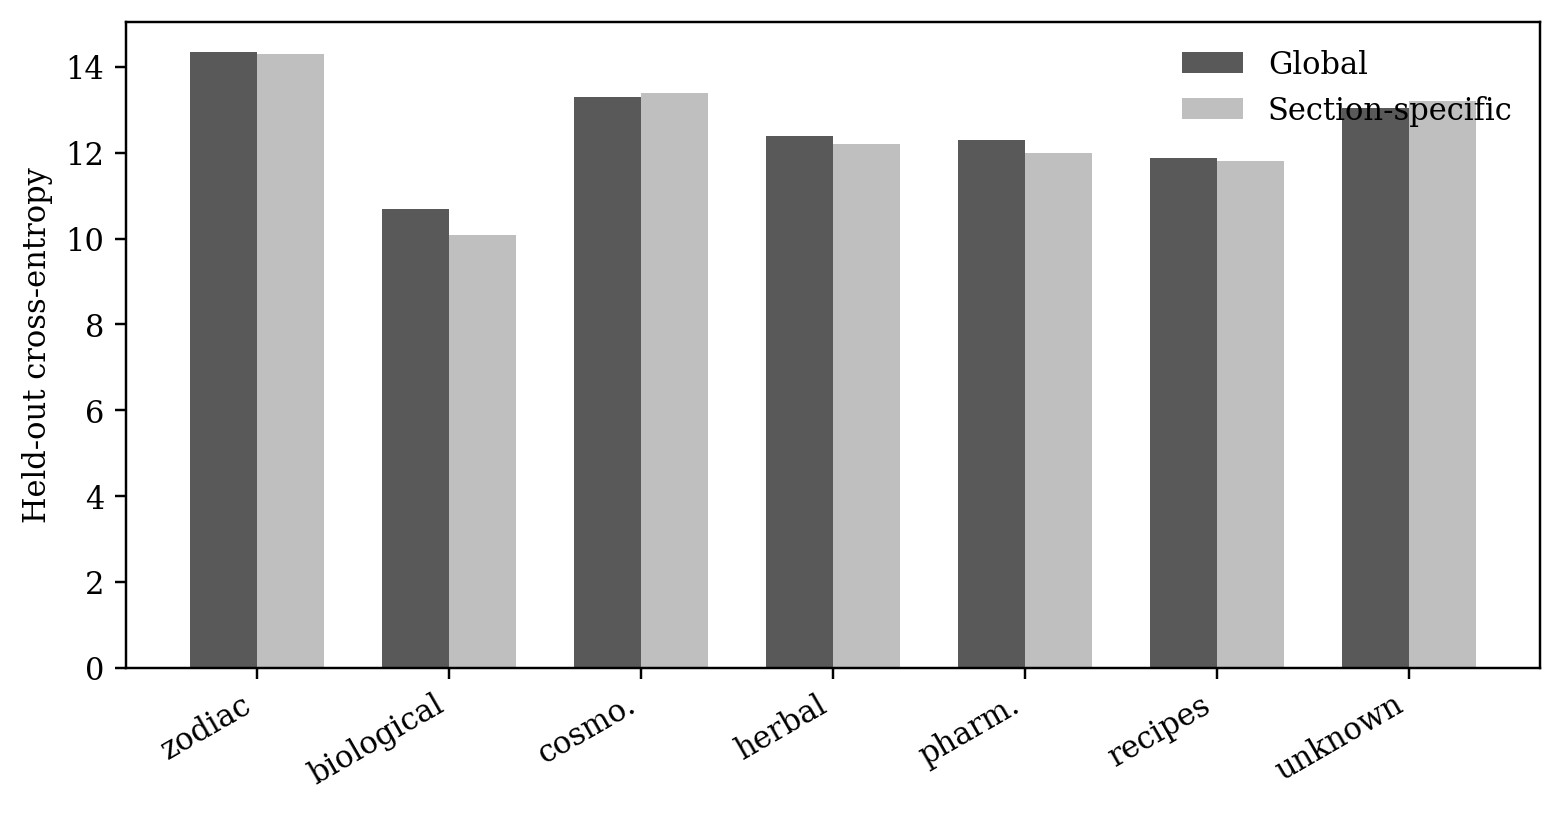 Held-out cross-entropy
14
12
10
8
6
4
2
0
Global
Section-specific
zodiac
biological
cosmo.
herbal
pharm.
recipes
unknown